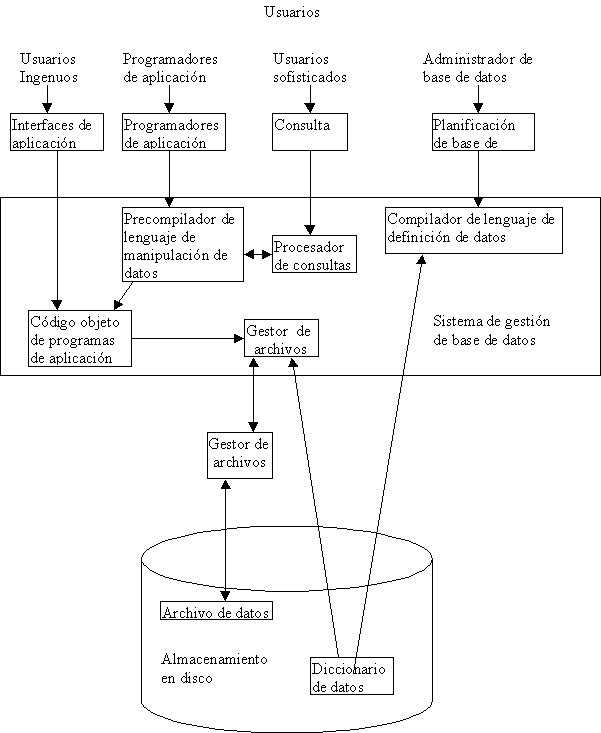 Usuarios
Usuarios
Ingenuos
Programadores
de aplicación
Usuarios
sofisticados
Administrador de
base de datos
Interfaces de
aplicación
Programadores
de aplicación
Consulta
Planificación
de base de
Precompilador de
lenguaje de
manipulación de
datos
Procesador
de consultas
Compilador de lenguaje de
definición de datos
Código objeto
de programas
de aplicación
Gestor de
archivos
Sistema de gestión
de base de datos
Gestor de
archivos
Archivo de datos
Almacenamiento
en disco
Diccionario
de datos